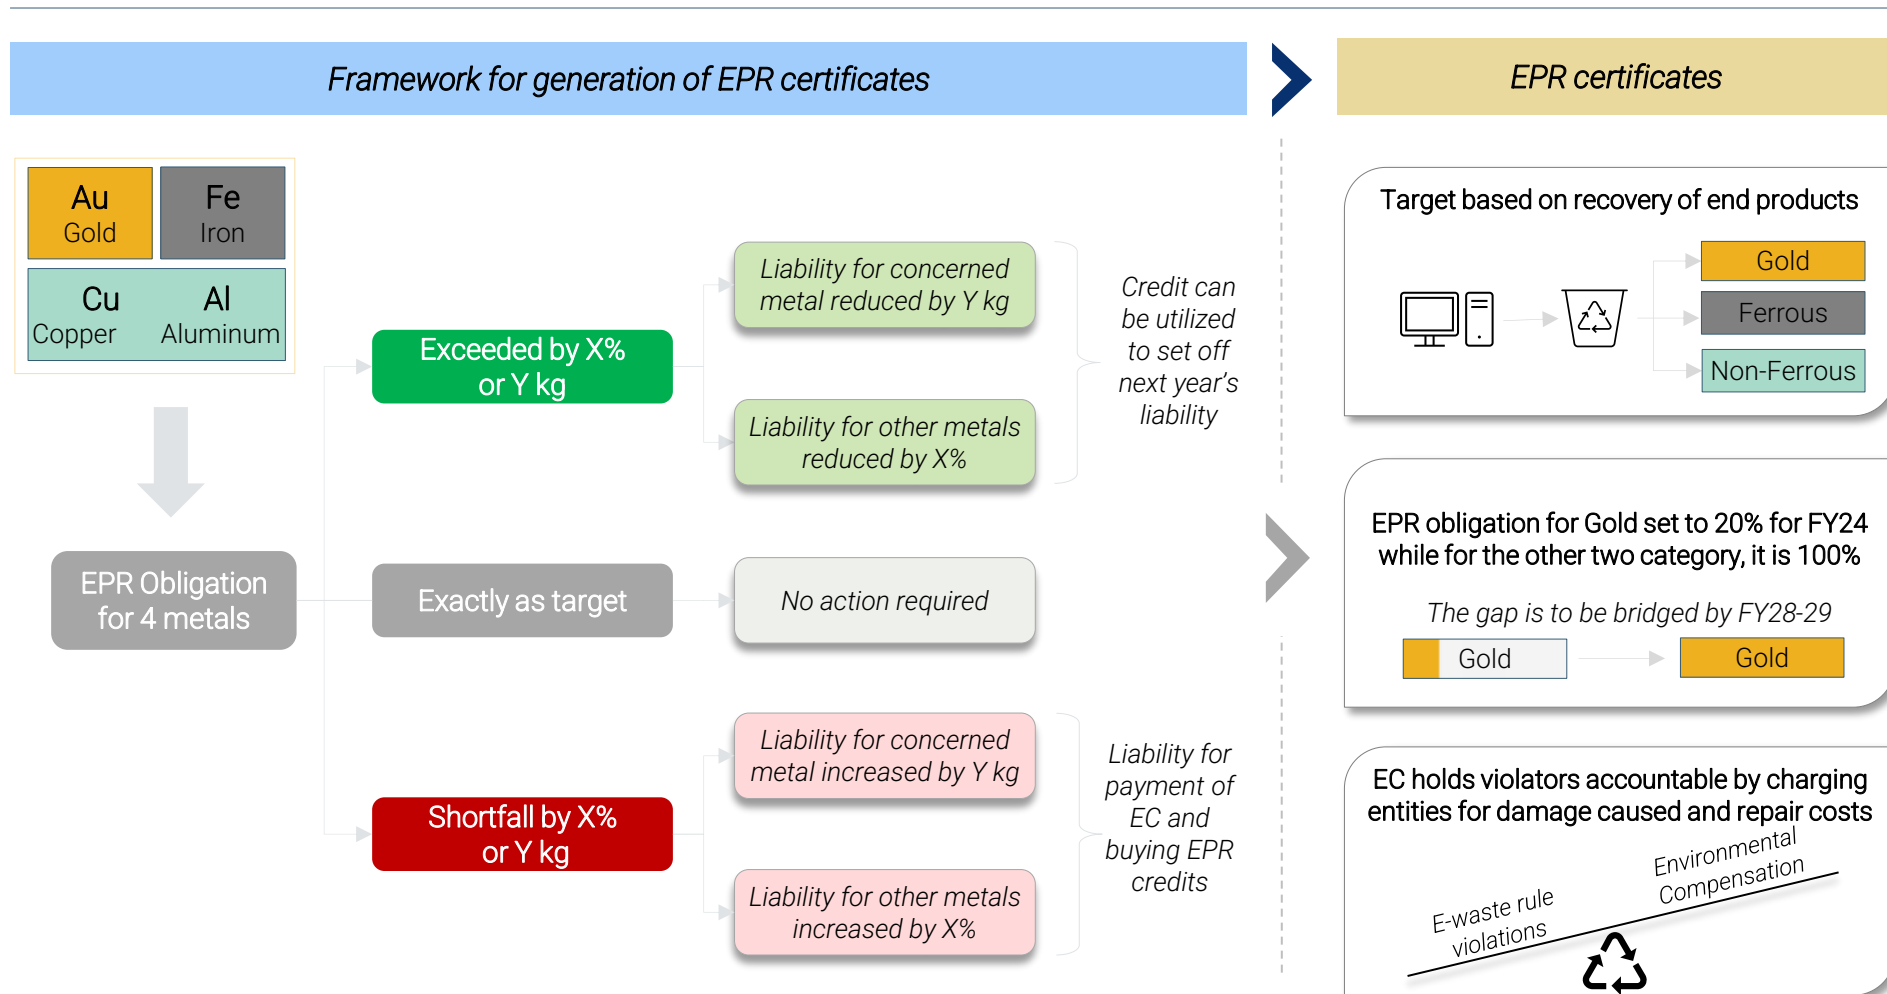 Framework for generation of EPR certificates
EPR certificates
Au
Gold
Fe
Iron
Cu
Copper
Al
Aluminum
EPR Obligation
for 4 metals
Exceeded by X%
or Y kg
Liability for concerned
metal reduced by Y kg
Liability for other metals
reduced by X%
Credit can
be utilized
to set off
next year's
liability
Exactly as target
No action required
Shortfall by X%
or Y kg
Liability for concerned
metal increased by Y kg
Liability for other metals
increased by X%
Liability for
payment of
EC and
buying EPR
credits
Target based on recovery of end products
Gold
Ferrous
Non-Ferrous
EPR obligation for Gold set to 20% for FY24
while for the other two category, it is 100%
The gap is to be bridged by FY28-29
Gold
Gold
EC holds violators accountable by charging
entities for damage caused and repair costs
E-waste rule
violations
Environmental
Compensation